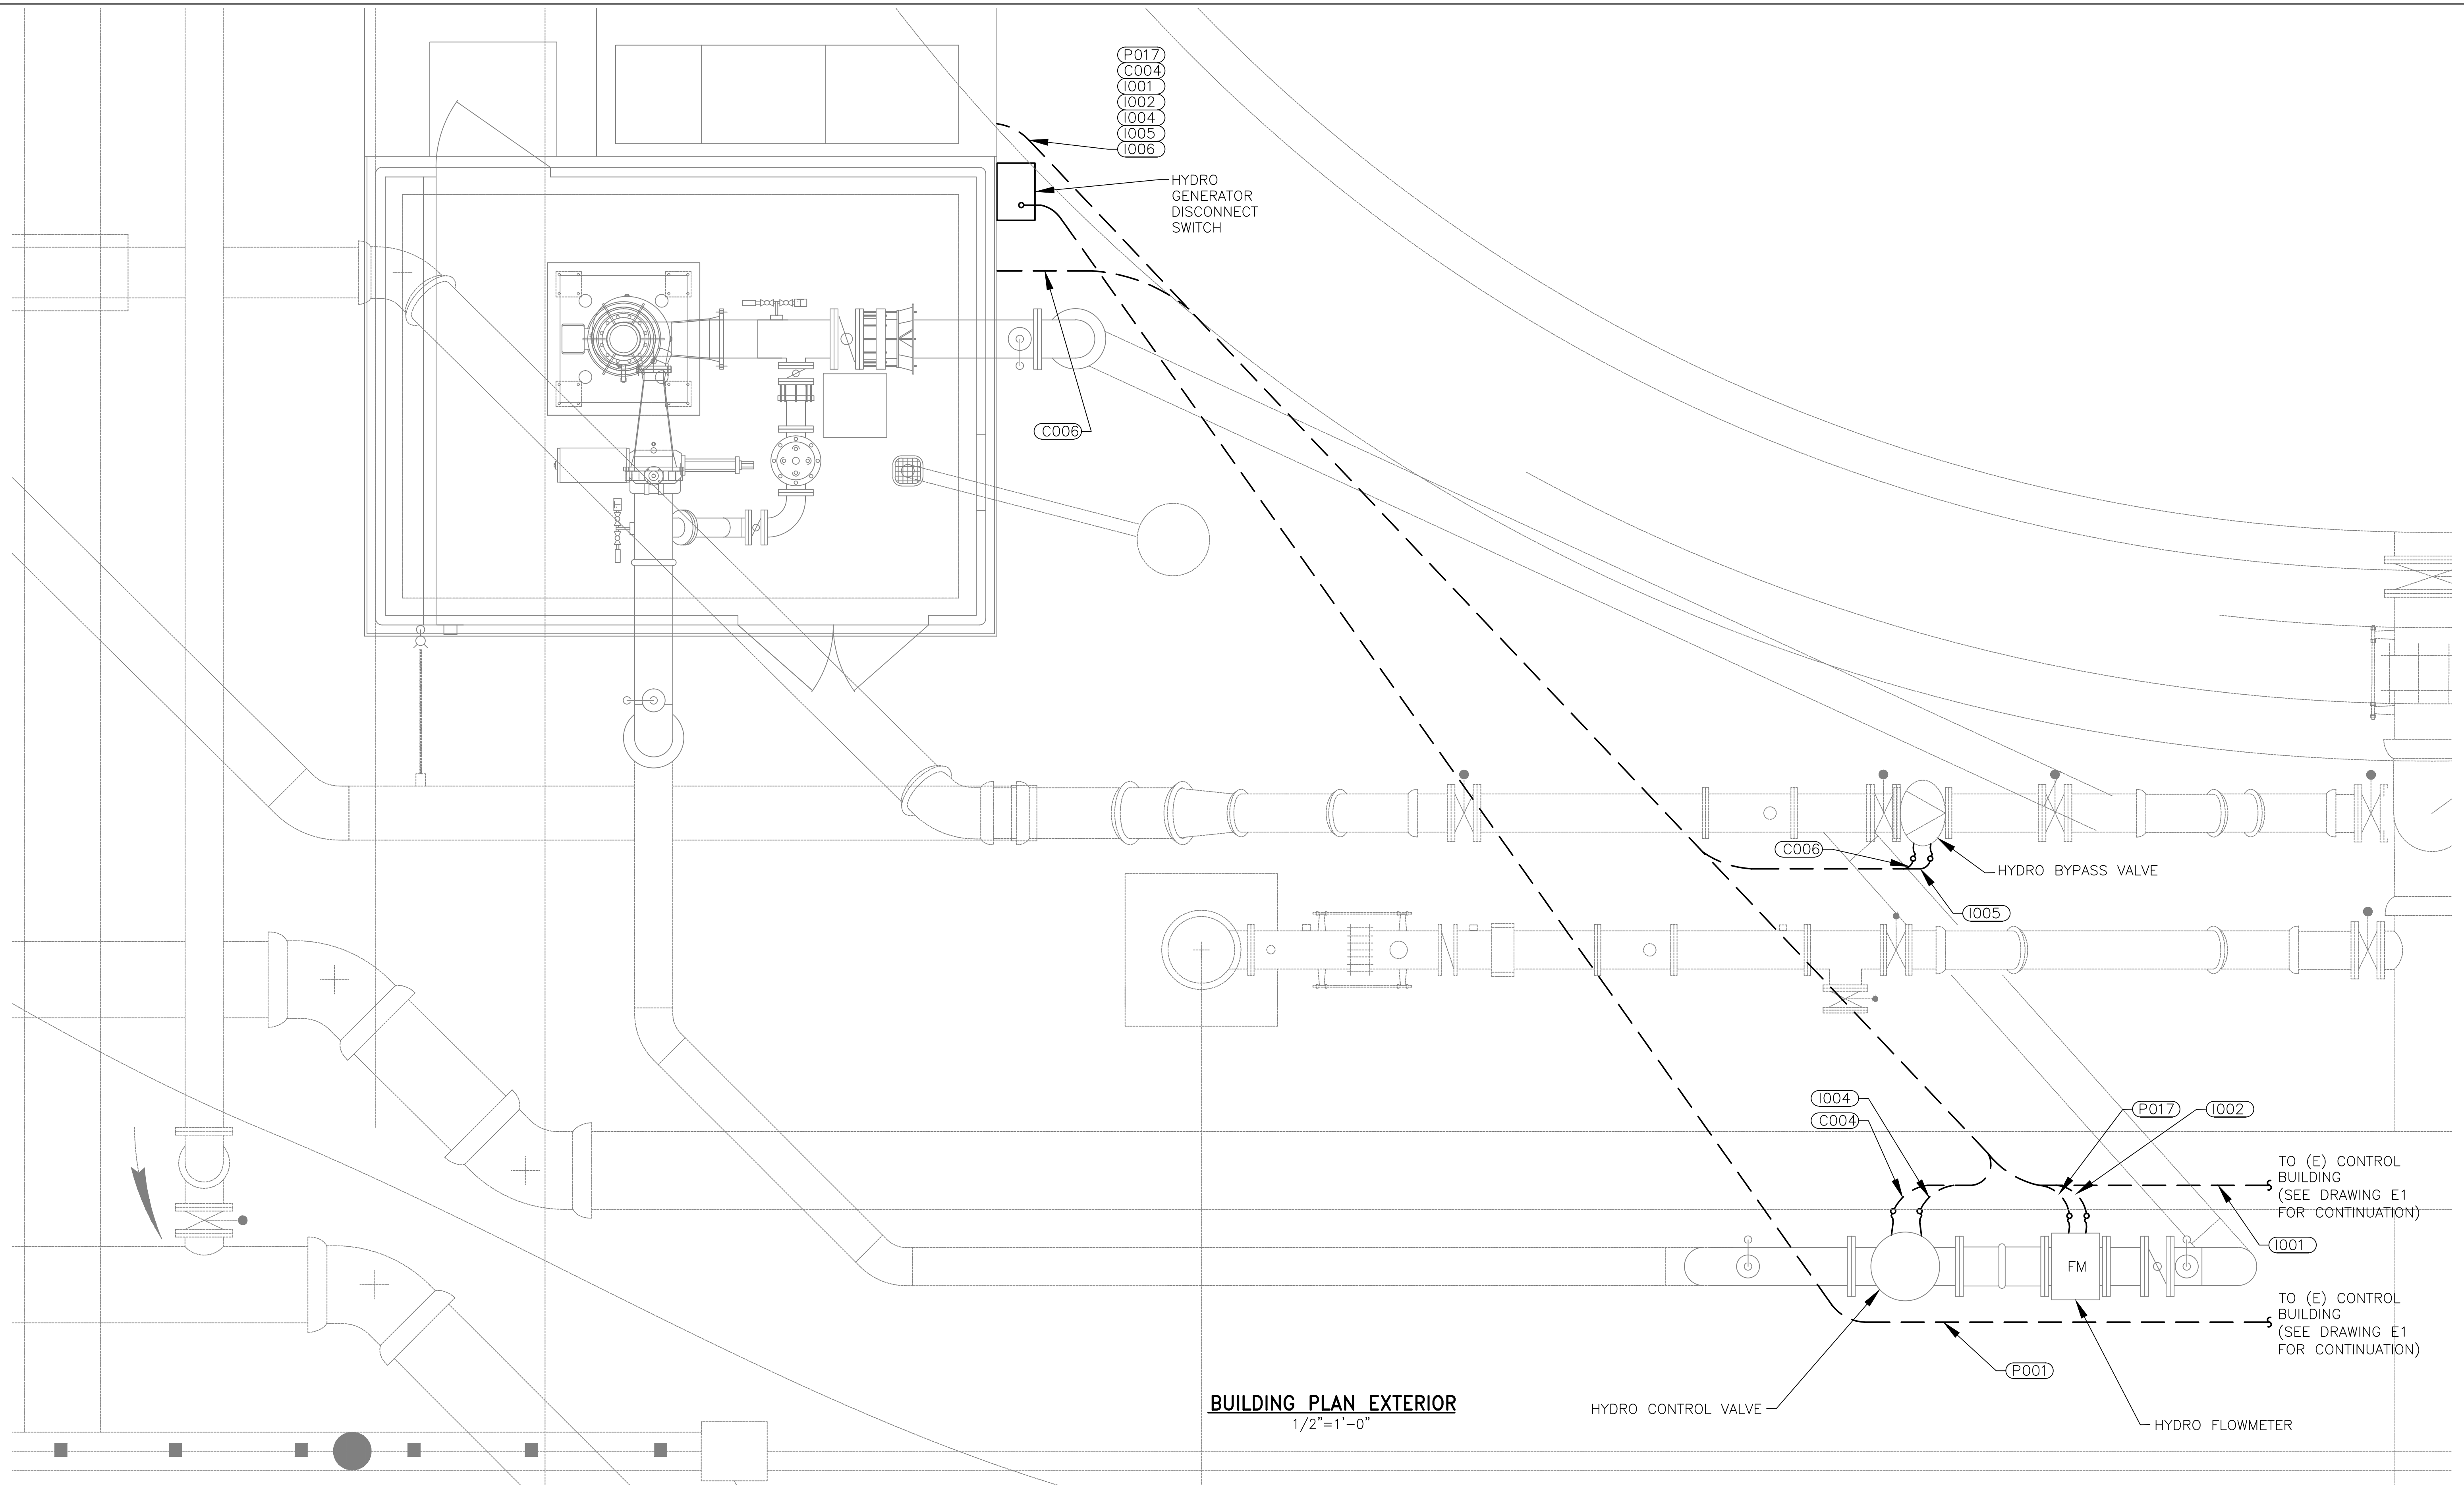 P017
C004
I001
I002
I004
I005
I006
HYDRO
GENERATOR
DISCONNECT
SWITCH
C006
C006
HYDRO BYPASS VALVE
I005
I004
C004
P017
I002
TO (E) CONTROL
BUILDING
(SEE DRAWING E1
FOR CONTINUATION)
I001
FM
TO (E) CONTROL
BUILDING
(SEE DRAWING E1
FOR CONTINUATION)
P001
BUILDING PLAN EXTERIOR
1/2"=1'-0"
HYDRO CONTROL VALVE
HYDRO FLOWMETER